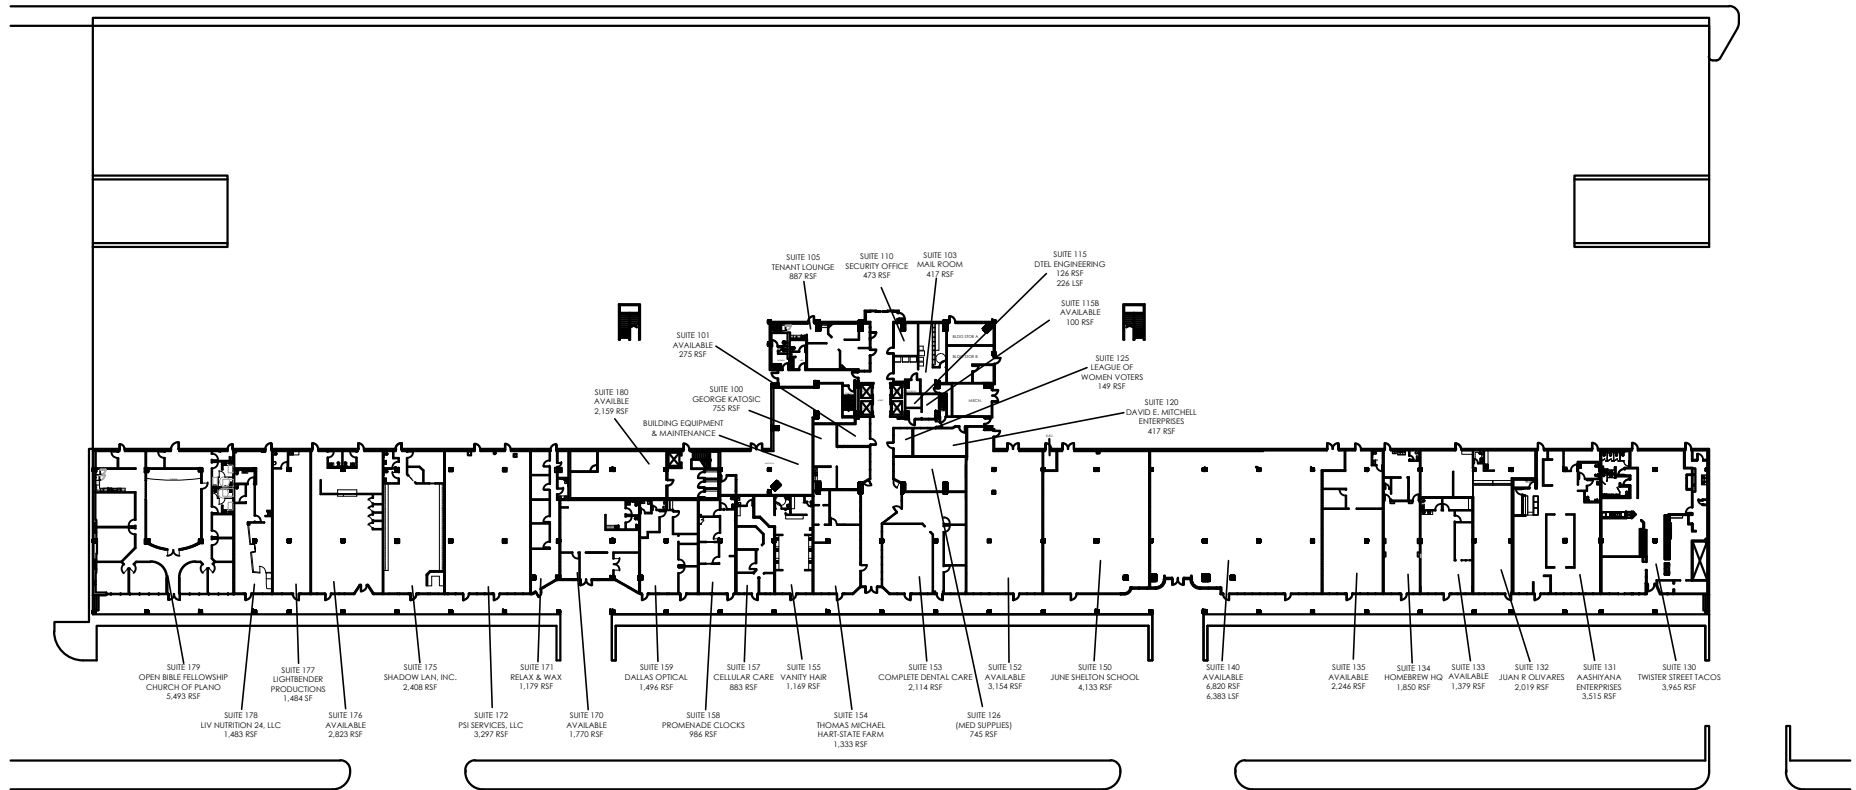 SUITE 105
TENANT LOUNGE
887 RSF
SUITE 110
SECURITY OFFICE
473 RSF
SUITE 103
MAIL ROOM
417 RSF
SUITE 115
DTEL ENGINEERING
126 RSF
226 LSF
SUITE 115B
AVAILABLE
100 RSF
SUITE 101
AVAILABLE
275 RSF
BLDG STOR A
BLDG STOR B
SUITE 125
LEAGUE OF
WOMEN VOTERS
149 RSF
SUITE 180
AVAILBLE
2,159 RSF
SUITE 100
GEORGE KATOSIC
755 RSF
MECH.
SUITE 120
DAVID E. MITCHELL
ENTERPRISES
417 RSF
BUILDING EQUIPMENT
& MAINTENANCE
SUITE 179
OPEN BIBLE FELLOWSHIP
CHURCH OF PLANO
5,493 RSF
SUITE 177
LIGHTBENDER
PRODUCTIONS
1,484 SF
SUITE 175
SHADOW LAN, INC.
2,408 RSF
SUITE 171
RELAX & WAX
1,179 RSF
SUITE 159
DALLAS OPTICAL
1,496 RSF
SUITE 157
CELLULAR CARE
883 RSF
SUITE 155
VANITY HAIR
1,169 RSF
SUITE 153
COMPLETE DENTAL CARE
2,114 RSF
SUITE 152
AVAILABLE
3,154 RSF
SUITE 150
JUNE SHELTON SCHOOL
4,133 RSF
SUITE 140
AVAILABLE
6,820 RSF
6,383 LSF
SUITE 135
AVAILABLE
2,246 RSF
SUITE 134
HOMEBREW HQ
1,850 RSF
SUITE 133
AVAILABLE
1,379 RSF
SUITE 132
JUAN R OLIVARES
2,019 RSF
SUITE 131
AASHIYANA
ENTERPRISES
3,515 RSF
SUITE 130
TWISTER STREET TACOS
3,965 RSF
SUITE 178
LIV NUTRITION 24, LLC
1,483 RSF
SUITE 176
AVAILABLE
2,823 RSF
SUITE 172
PSI SERVICES, LLC
3,297 RSF
SUITE 170
AVAILABLE
1,770 RSF
SUITE 158
PROMENADE CLOCKS
986 RSF
SUITE 154
THOMAS MICHAEL
HART-STATE FARM
1,333 RSF
SUITE 126
(MED SUPPLIES)
745 RSF